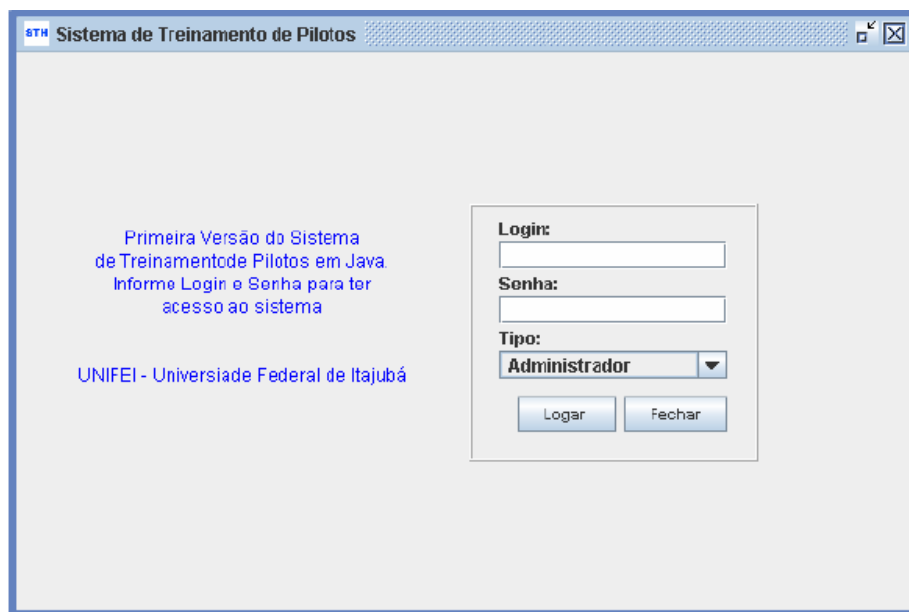 STH Sistema de Treinamento de Pilotos
Primeira Versão do Sistema
de Treinamentode Pilotos em Java.
Informe Login e Senha para ter
acesso ao sistema
UNIFEI - Universiade Federal de Itajubá
Login:
Senha:
Tipo:
Administrador
Logar Fechar